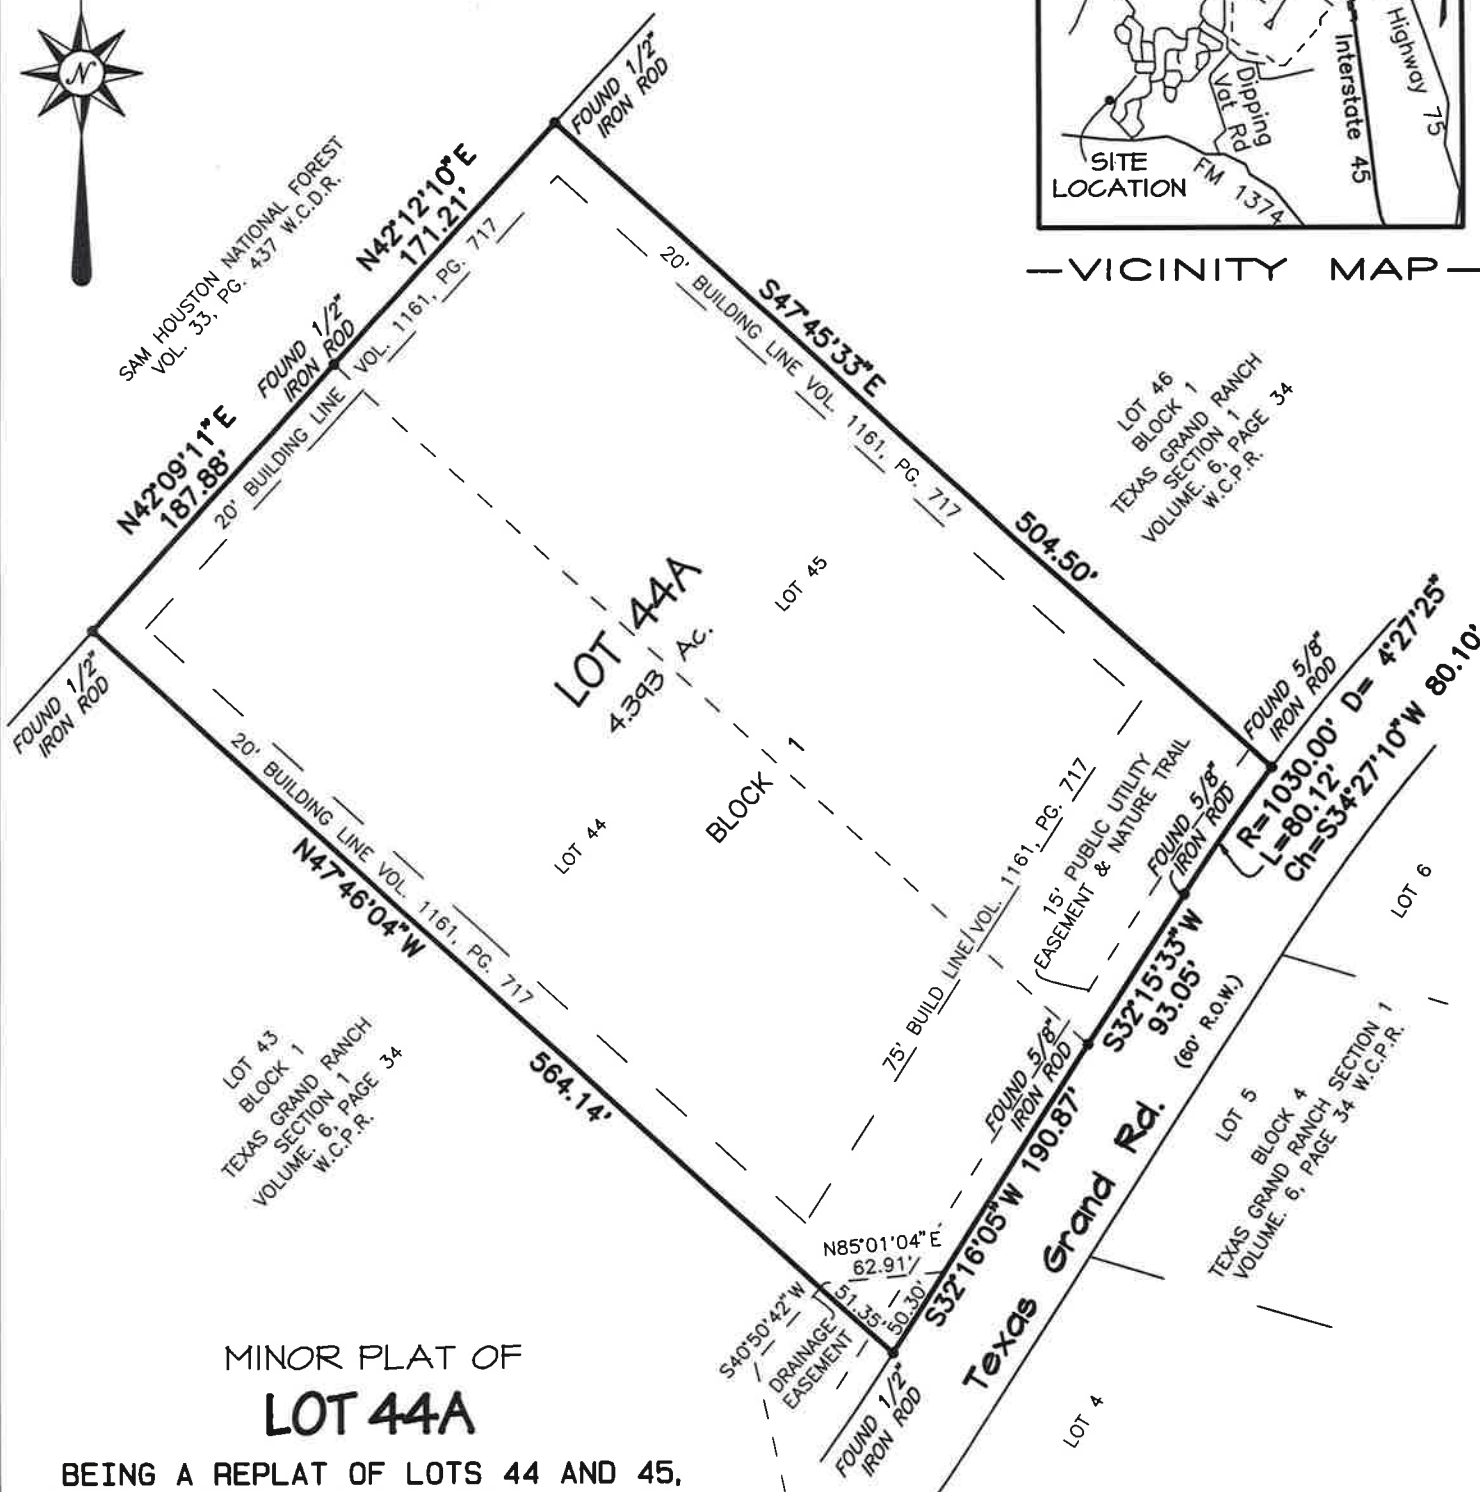 N
Highway 75
Interstate 45
Dipping
Vat Rd
SITE
LOCATION
FM 1374
—VICINITY MAP—
FOUND 1/2"
IRON ROD
SAM HOUSTON NATIONAL FOREST
VOL. 33, PG. 437 W.C.D.R.
N42°12'10"E
171.21'
FOUND 1/2"
IRON ROD
20' BUILDING LINE VOL. 1161, PG. 717
N42°09'11"E
187.88'
20' BUILDING LINE VOL. 1161, PG. 717
S47°45'33"E
504.50'
LOT 46
BLOCK 1
TEXAS GRAND RANCH
SECTION 1
VOLUME. 6, PAGE 34
W.C.P.R.
FOUND 1/2"
IRON ROD
LOT 44A
4.393 Ac.
LOT 45
BLOCK 1
LOT 44
FOUND 5/8"
IRON ROD
R=1030.00' D= 4°27'25"
L=80.12'
Ch=S34°27'10"W 80.10'
20' BUILDING LINE VOL. 1161, PG. 717
N47°46'04"W
564.14'
75' BUILD LINE VOL. 1161, PG. 717
15' PUBLIC UTILITY
EASEMENT & NATURE TRAIL
FOUND 5/8"
IRON ROD
S32°15'33"W
93.05'
LOT 6
(60' R.O.W.)
FOUND 5/8"
IRON ROD
LOT 43
BLOCK 1
TEXAS GRAND RANCH
SECTION 1
VOLUME. 6, PAGE 34
W.C.P.R.
LOT 5
BLOCK 4
TEXAS GRAND RANCH SECTION 1
VOLUME. 6, PAGE 34 W.C.P.R.
S32°16'05"W 190.87'
Texas Grand Rd.
N85°01'04"E
62.91'
51.35'
50.30'
S40°50'42"W
DRAINAGE
EASEMENT
FOUND 1/2"
IRON ROD
LOT 4
MINOR PLAT OF
LOT 44A
BEING A REPLAT OF LOTS 44 AND 45,